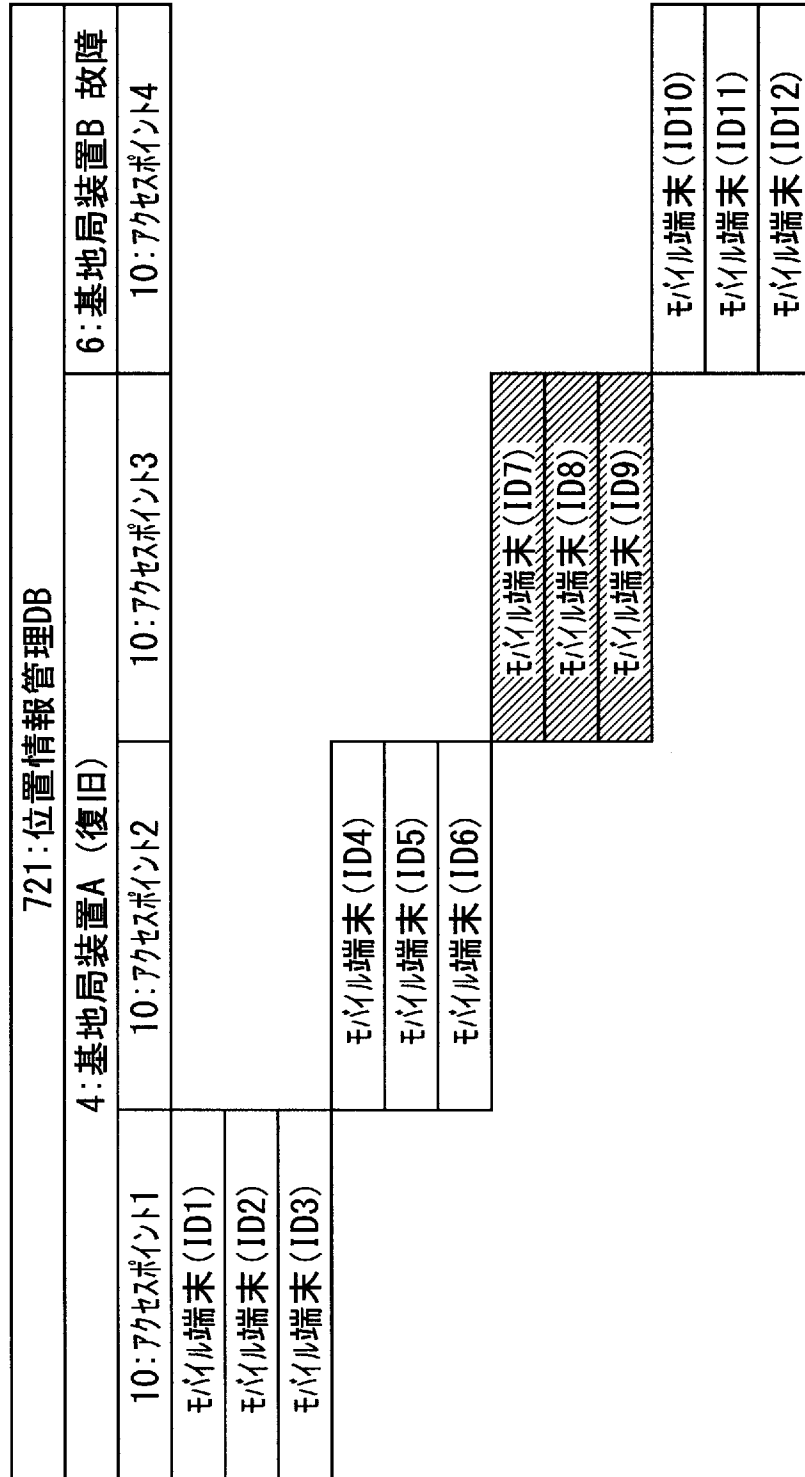 721:位置情報管理DB
4:基地局装置A (復旧)
6:基地局装置B 故障
10:アクセスポイント1
10:アクセスポイント2
10:アクセスポイント3
10:アクセスポイント4
モバイル端末(ID1)
モバイル端末(ID2)
モバイル端末(ID3)
モバイル端末(ID4)
モバイル端末(ID5)
モバイル端末(ID6)
モバイル端末(ID7)
モバイル端末(ID8)
モバイル端末(ID9)
モバイル端末(ID10)
モバイル端末(ID11)
モバイル端末(ID12)